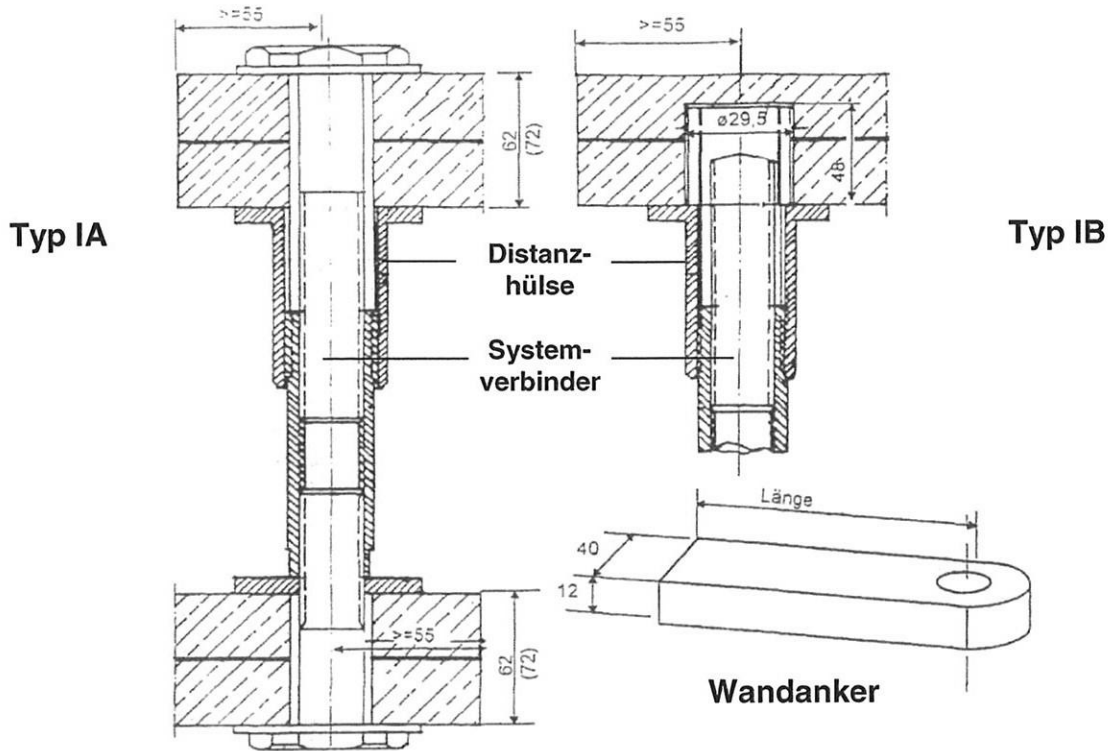 >=55
>=55
62
(72)
ø29,5
48
Typ IA
Typ IB
Distanz-
hülse
System-
verbinder
Länge
40
12
>=55
62
(72)
Wandanker